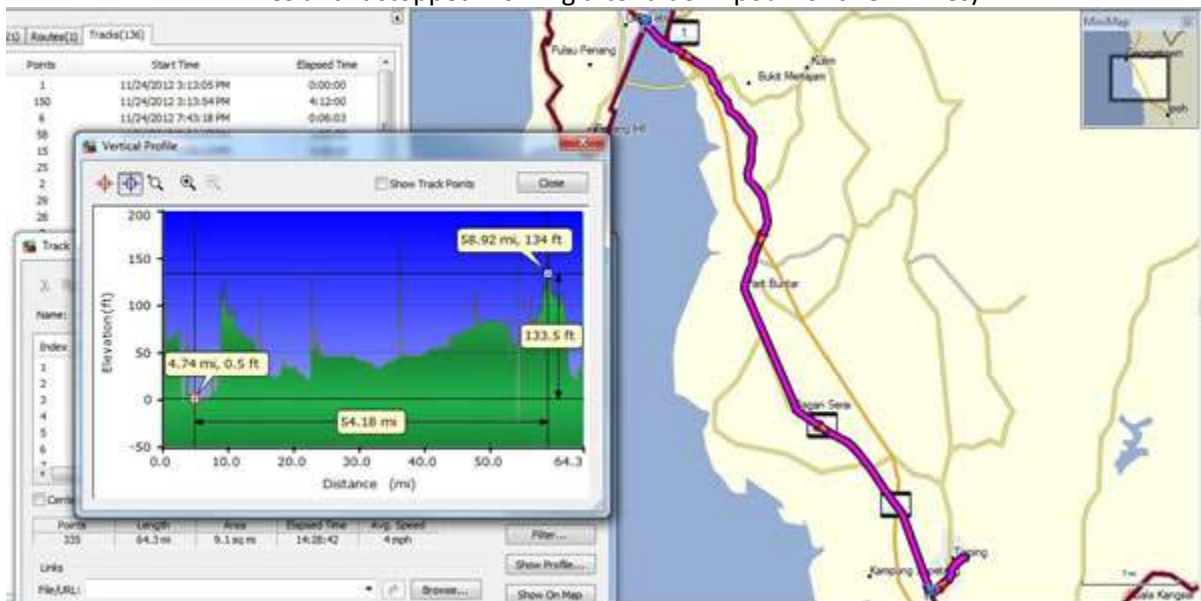 Routes(1) Tracks(136)
Points Start Time Elapsed Time
1 11/24/2012 3:13:05 PM 0:00:00
150 11/24/2012 3:13:54 PM 4:12:00
6 11/24/2012 7:43:18 PM 0:06:03
58
15
25
2
29
28
Vertical Profile
Show Track Points
Close
200
150
100
50
0
-50
Elevation(ft)
58.92 mi, 134 ft
133.5 ft
4.74 mi, 0.5 ft
54.18 mi
0.0 10.0 20.0 30.0 40.0 50.0 64.3
Distance (mi)
Track
Name:
Index
1
2
3
4
5
6
Points Length Area Elapsed Time Avg. Speed
335 64.3 mi 9.1 sq mi 14:28:42 4 mph
Filter...
Links
Show Profile...
File/URL:
Browse...
Show On Map
1
Pulau Penang
Kulim
Bukit Mertajam
MiniMap
Georgetown
Ipoh
Parit Buntar
Bagan Serai
Taiping
Kuala Kangsar